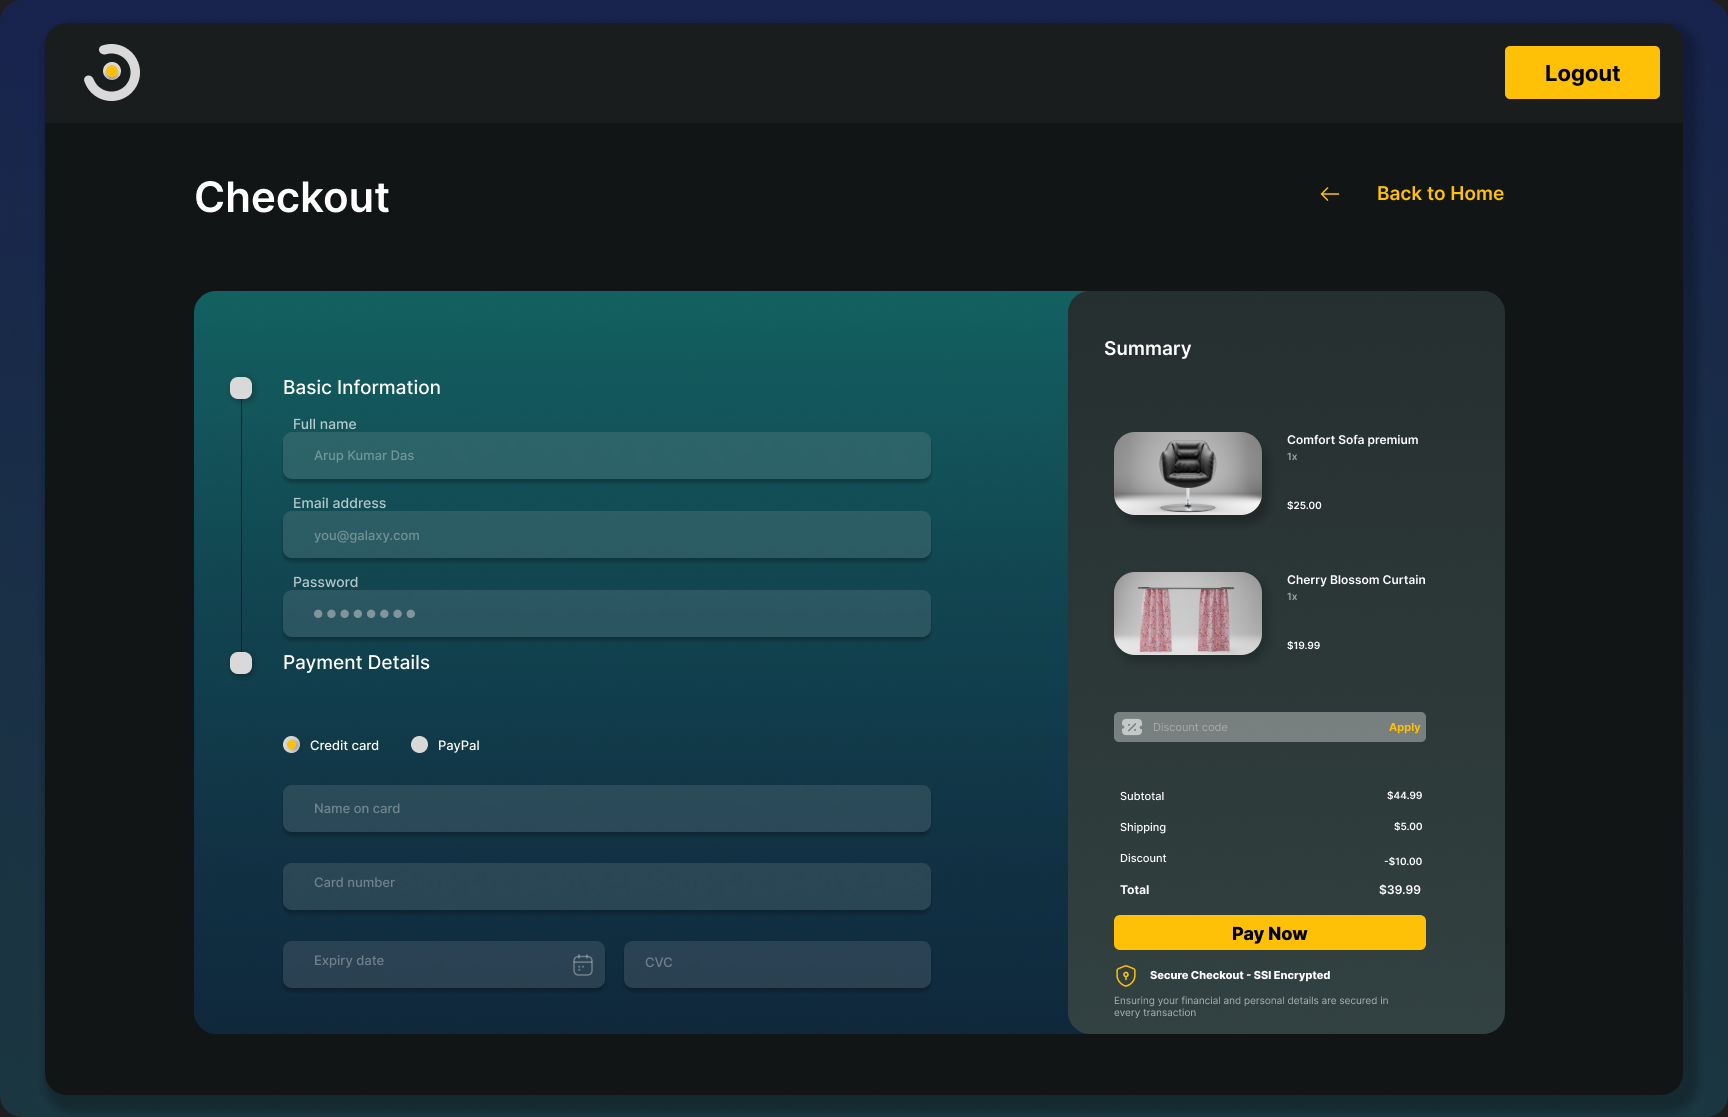 Logout
Checkout
Back to Home
Basic Information
Full name
Arup Kumar Das
Email address
you@galaxy.com
Password
Payment Details
Credit card
PayPal
Name on card
Card number
Expiry date
CVC
Summary
Comfort Sofa premium
1x
$25.00
Cherry Blossom Curtain
1x
$19.99
Discount code
Apply
Subtotal $44.99
Shipping $5.00
Discount -$10.00
Total $39.99
Pay Now
Secure Checkout - SSl Encrypted
Ensuring your financial and personal details are secured in
every transaction